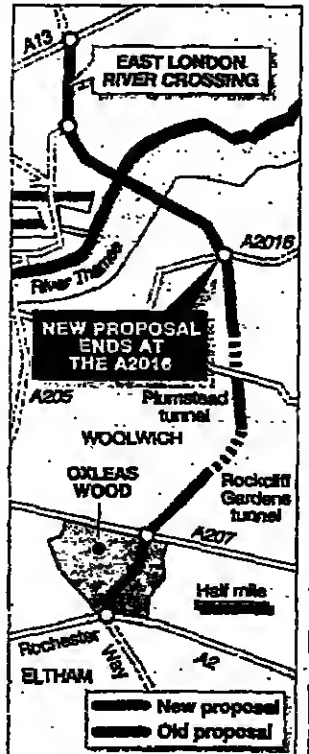 A13
EAST LONDON
RIVER CROSSING
A2016
River Thames
NEW PROPOSAL
ENDS AT
THE A2016
A205
Plumstead
tunnel
WOOLWICH
OXLEAS
WOOD
Rockcliff
Gardens
tunnel
A207
Half mile
Rochester
Way
A2
ELTHAM
New proposal
Old proposal